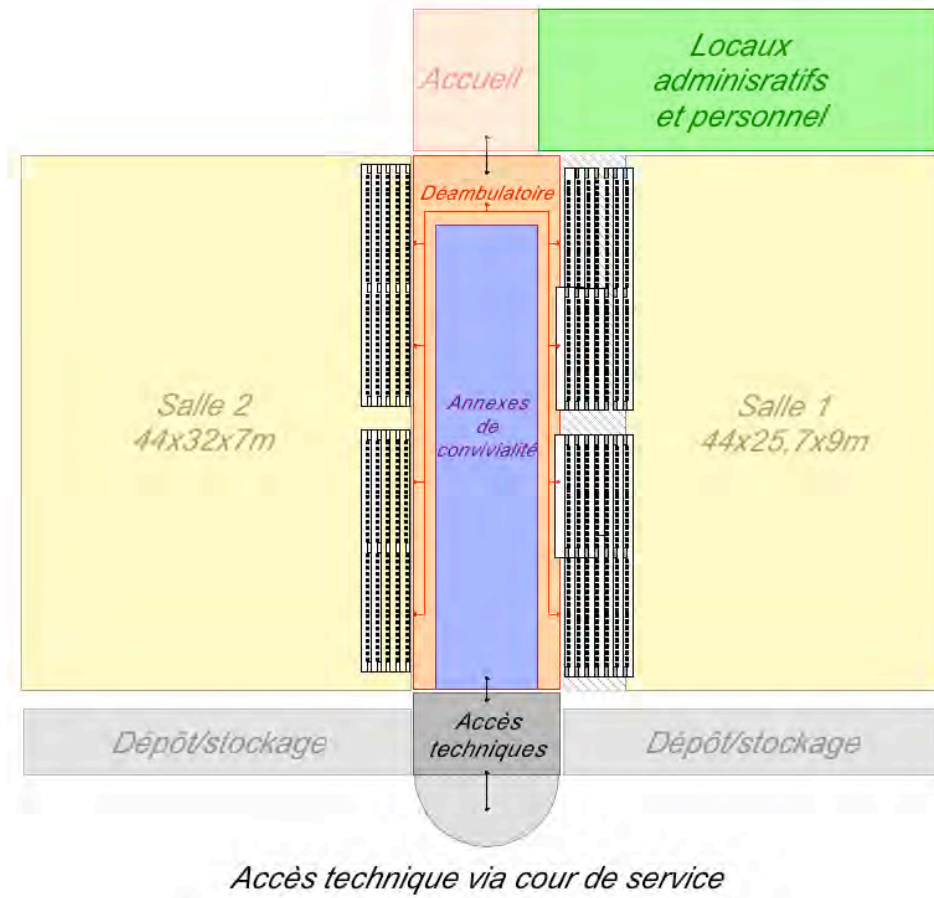 Accueil
Locaux
adminisratifs
et personnel
Déambulatoire
Salle 2
44x32x7m
Annexes
de
convivialité
Salle 1
44x25,7x9m
Dépôt/stockage
Accès
techniques
Dépôt/stockage
Accès technique via cour de service